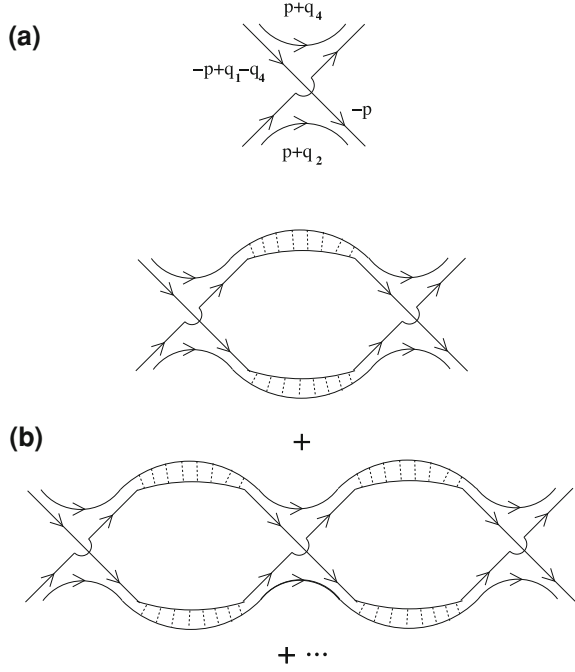 (a)
p+q₄
−p+q₁−q₄
−p
p+q₂
+
(b)
+ ···